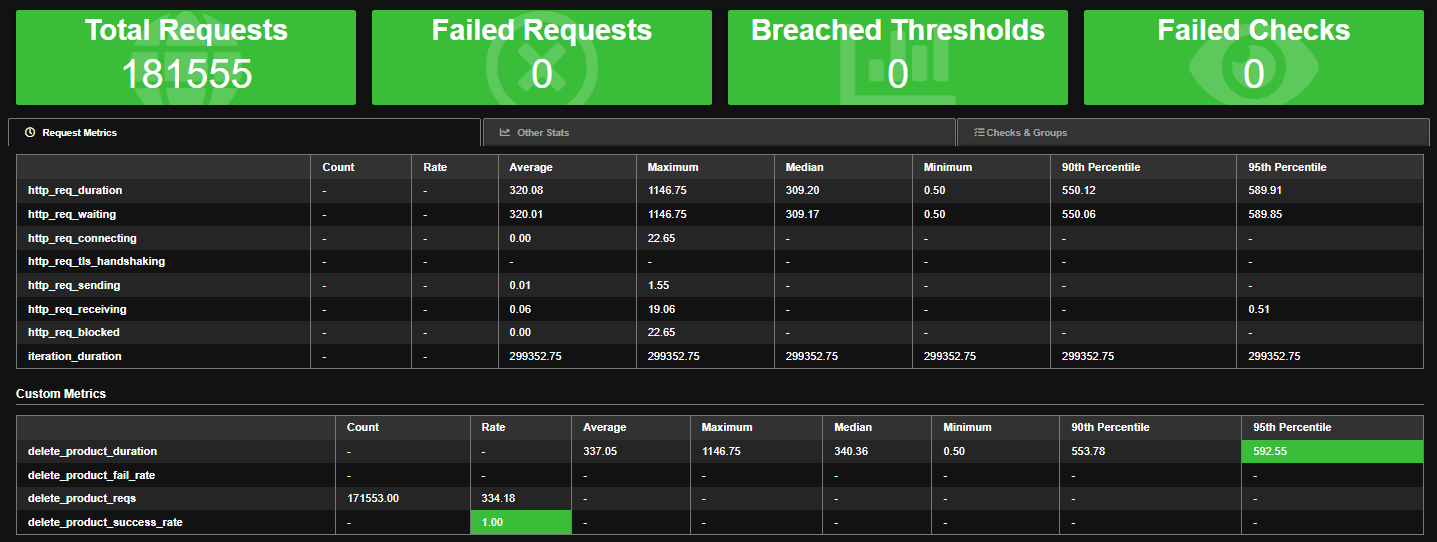 Total Requests Failed Requests Breached Thresholds Failed Checks
181555 0 0 0
Request Metrics Other Stats Checks & Groups
Count Rate Average Maximum Median Minimum 90th Percentile 95th Percentile
http_req_duration - - 320.08 1146.75 309.20 0.50 550.12 589.91
http_req_waiting - - 320.01 1146.75 309.17 0.50 550.06 589.85
http_req_connecting - - 0.00 22.65 - - - -
http_req_tls_handshaking - - - - - - - -
http_req_sending - - 0.01 1.55 - - - -
http_req_receiving - - 0.06 19.06 - - - 0.51
http_req_blocked - - 0.00 22.65 - - - -
iteration_duration - - 299352.75 299352.75 299352.75 299352.75 299352.75 299352.75
Custom Metrics
Count Rate Average Maximum Median Minimum 90th Percentile 95th Percentile
delete_product_duration - - 337.05 1146.75 340.36 0.50 553.78 592.55
delete_product_fail_rate - - - - - - - -
delete_product_reqs 171553.00 334.18 - - - - - -
delete_product_success_rate - 1.00 - - - - - -